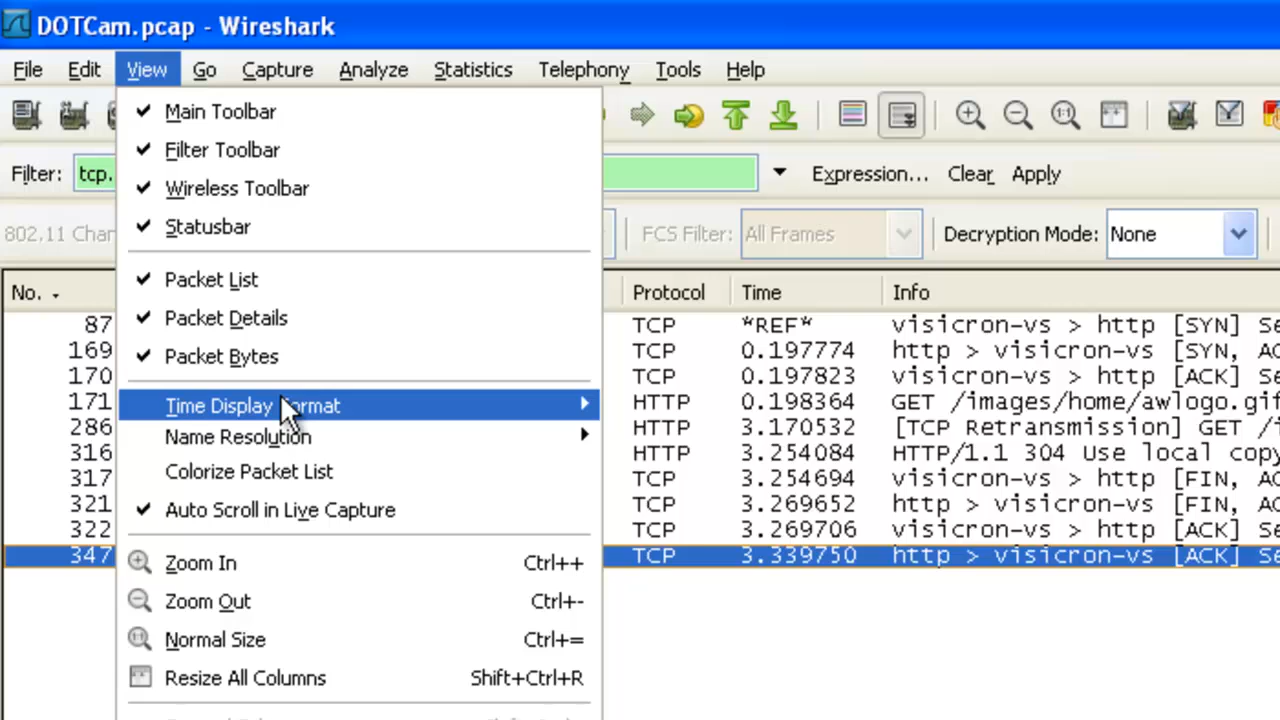 DOTCam.pcap - Wireshark
File Edit View Go Capture Analyze Statistics Telephony Tools Help
Filter: tcp. Expression... Clear Apply
802.11 Chan FCS Filter: All Frames Decryption Mode: None
Main Toolbar
Filter Toolbar
Wireless Toolbar
Statusbar
Packet List
Packet Details
Packet Bytes
Time Display Format
Name Resolution
Colorize Packet List
Auto Scroll in Live Capture
Zoom In Ctrl++
Zoom Out Ctrl+-
Normal Size Ctrl+=
Resize All Columns Shift+Ctrl+R
No. Protocol Time Info
87 TCP *REF* visicron-vs > http [SYN] Se
169 TCP 0.197774 http > visicron-vs [SYN, AC
170 TCP 0.197823 visicron-vs > http [ACK] Se
171 HTTP 0.198364 GET /images/home/awlogo.gif
286 HTTP 3.170532 [TCP Retransmission] GET /i
316 HTTP 3.254084 HTTP/1.1 304 Use local copy
317 TCP 3.254694 visicron-vs > http [FIN, AC
321 TCP 3.269652 http > visicron-vs [FIN, AC
322 TCP 3.269706 visicron-vs > http [ACK] Se
347 TCP 3.339750 http > visicron-vs [ACK] Se